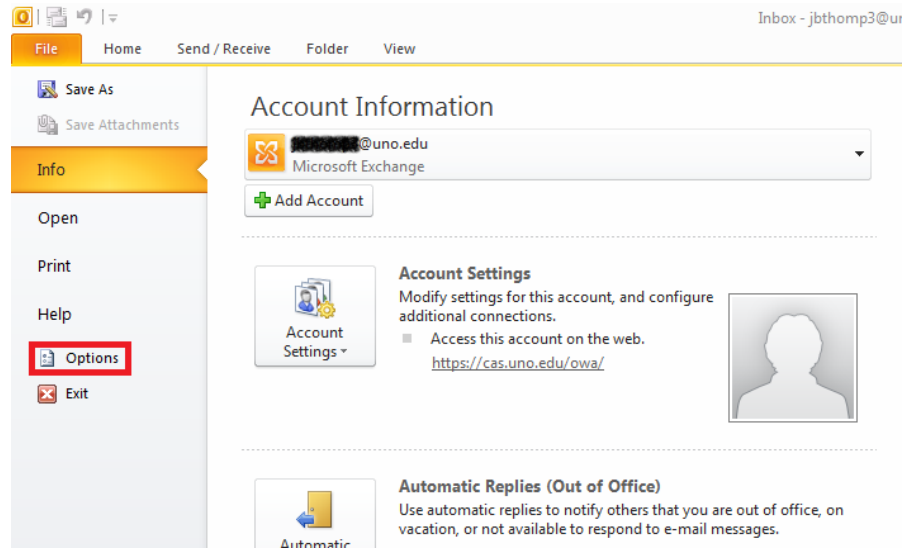 Inbox - jbthomp3@u
File Home Send / Receive Folder View
Save As
Save Attachments
Info
Open
Print
Help
Options
Exit
Account Information
@uno.edu
Microsoft Exchange
Add Account
Account Settings
Modify settings for this account, and configure
additional connections.
Access this account on the web.
https://cas.uno.edu/owa/
Account
Settings
Automatic Replies (Out of Office)
Use automatic replies to notify others that you are out of office, on
vacation, or not available to respond to e-mail messages.
Automatic